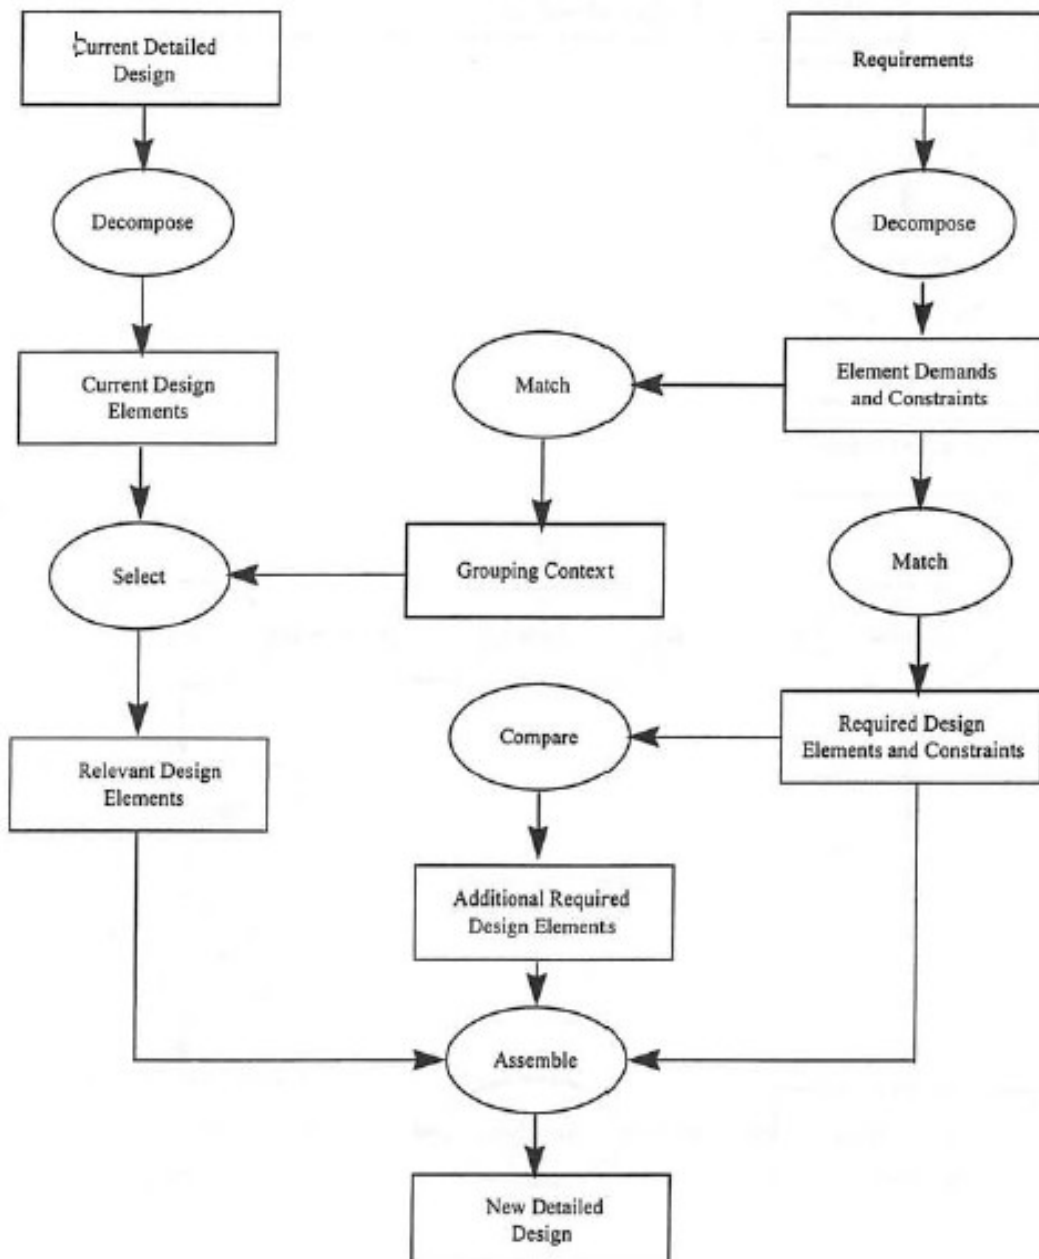 Current Detailed
Design
Requirements
Decompose
Decompose
Current Design
Elements
Match
Element Demands
and Constraints
Select
Grouping Context
Match
Relevant Design
Elements
Compare
Required Design
Elements and Constraints
Additional Required
Design Elements
Assemble
New Detailed
Design